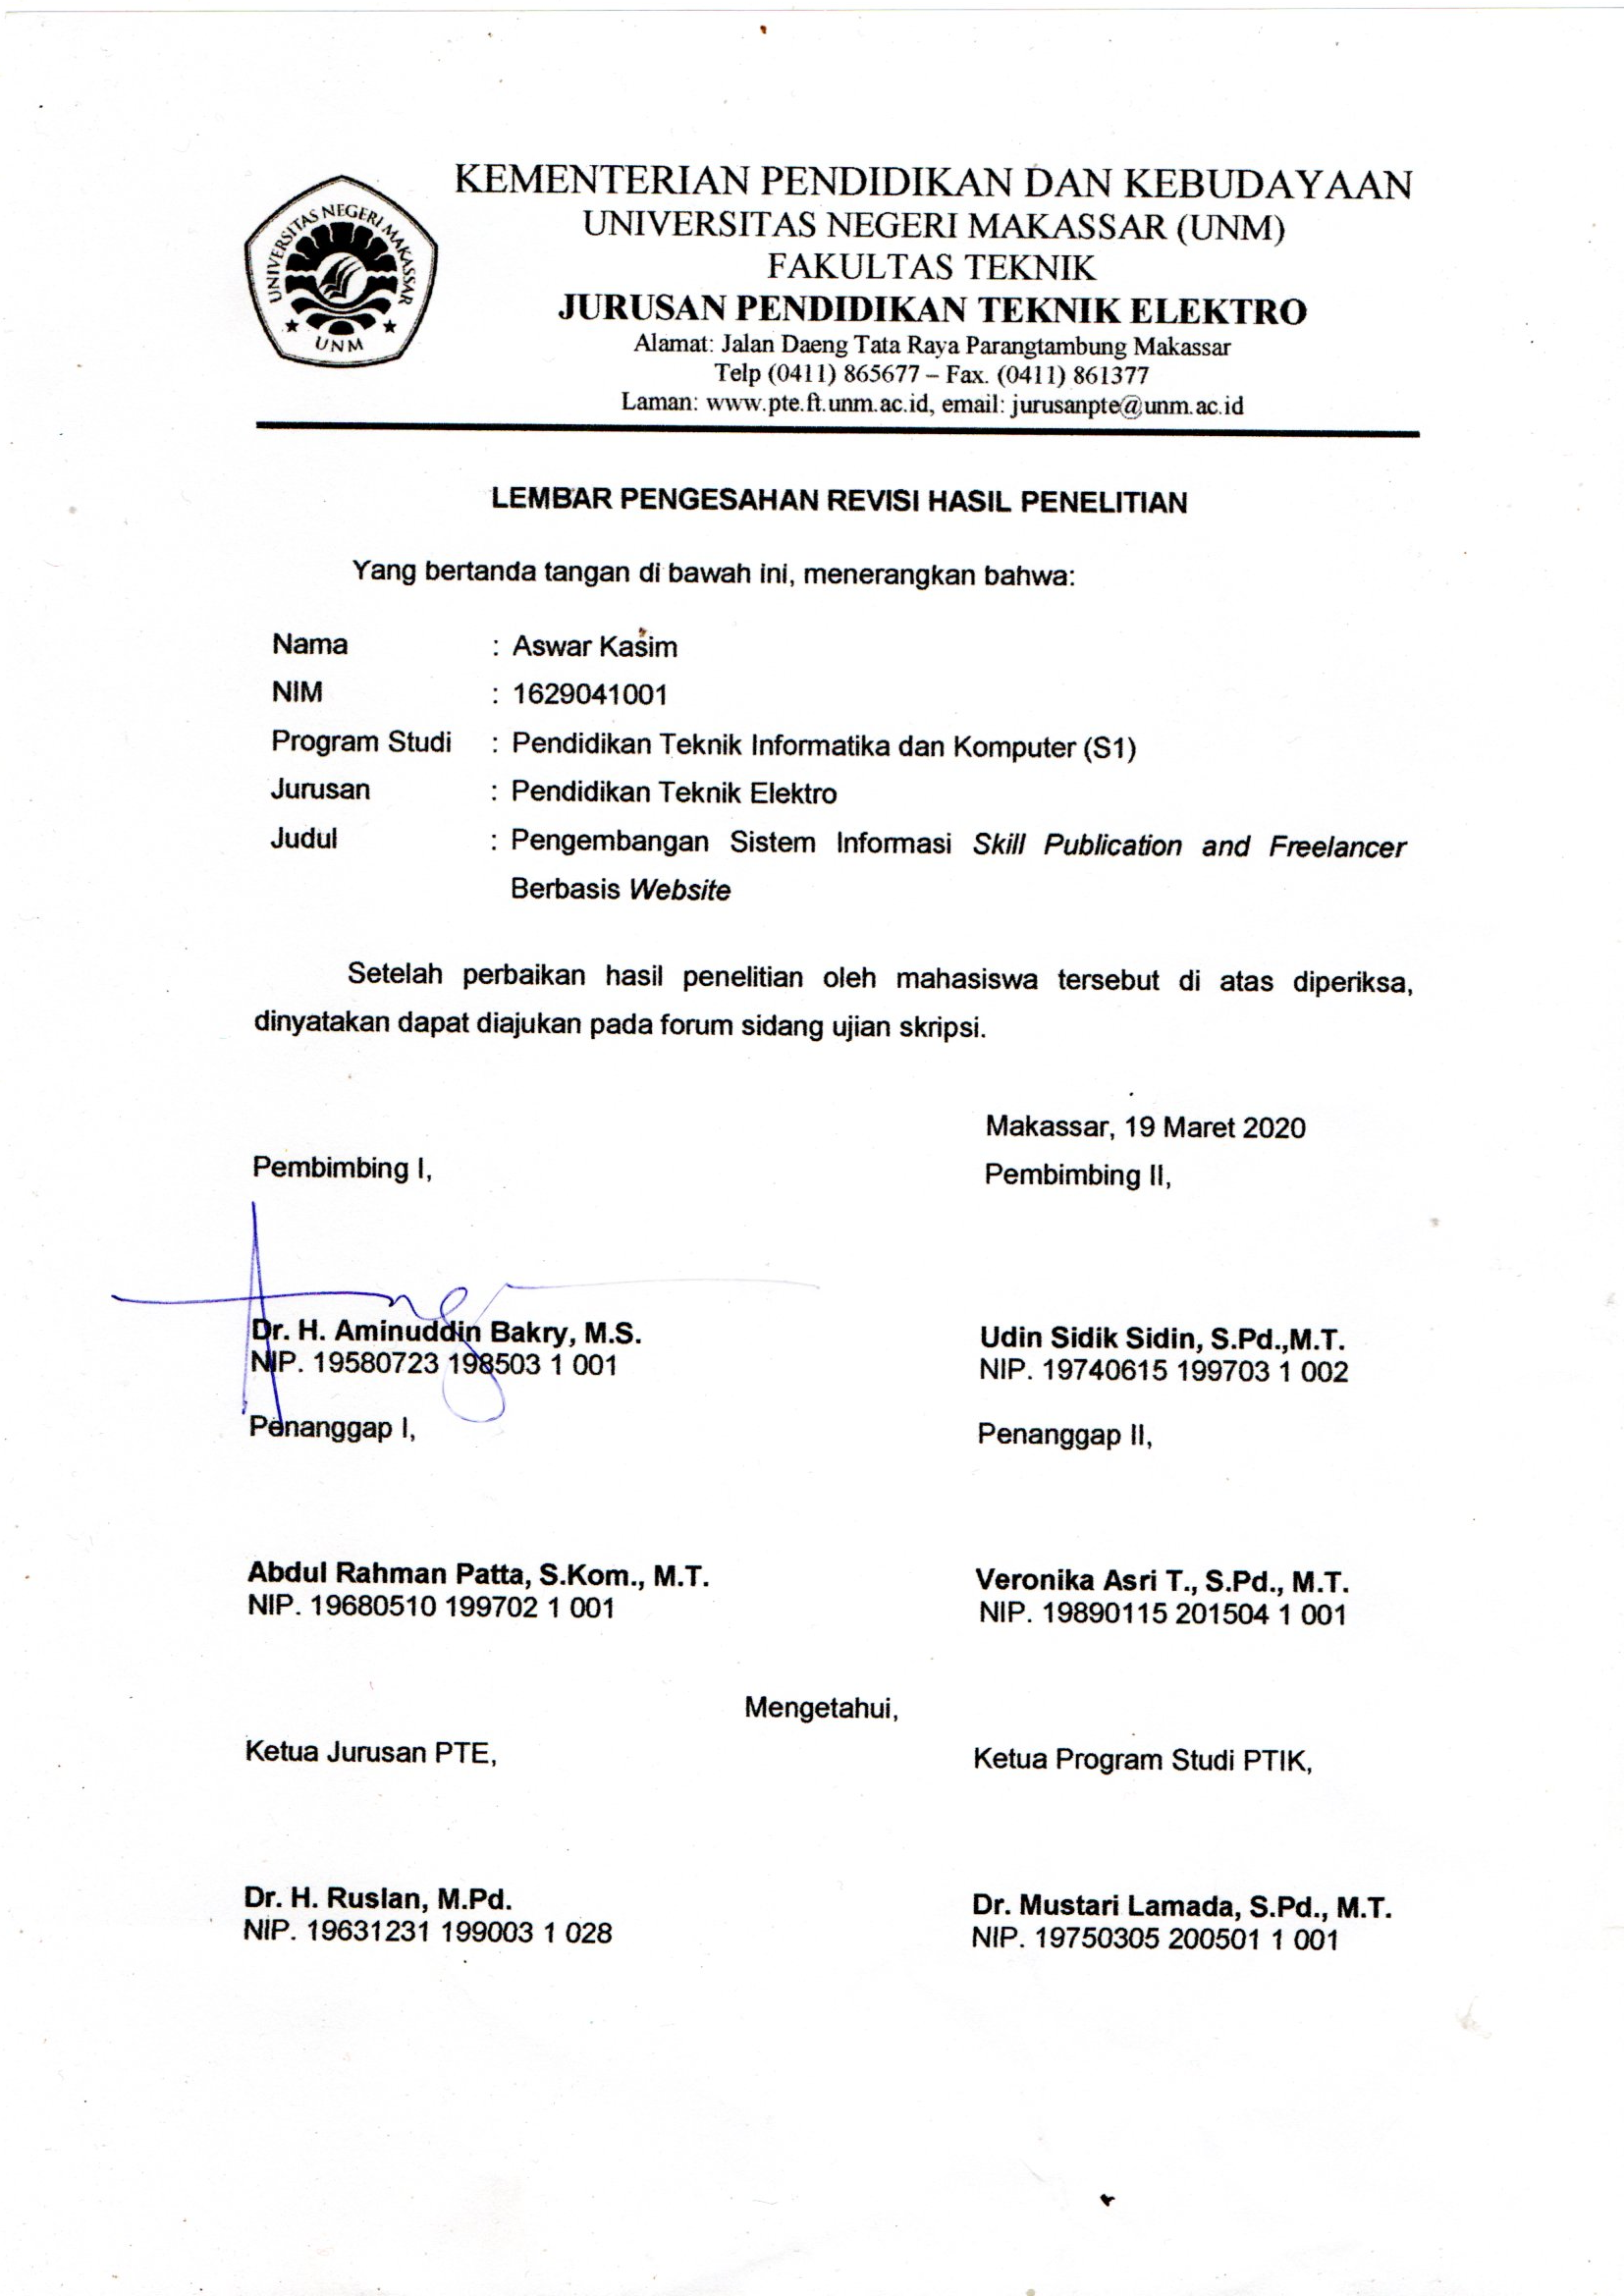 UNIVERSITAS NEGERI MAKASSAR
UNM
KEMENTERIAN PENDIDIKAN DAN KEBUDAYAAN
UNIVERSITAS NEGERI MAKASSAR (UNM)
FAKULTAS TEKNIK
JURUSAN PENDIDIKAN TEKNIK ELEKTRO
Alamat: Jalan Daeng Tata Raya Parangtambung Makassar
Telp (0411) 865677 – Fax. (0411) 861377
Laman: www.pte.ft.unm.ac.id, email: jurusanpte@unm.ac.id
LEMBAR PENGESAHAN REVISI HASIL PENELITIAN
Yang bertanda tangan di bawah ini, menerangkan bahwa:
Nama : Aswar Kasim
NIM : 1629041001
Program Studi : Pendidikan Teknik Informatika dan Komputer (S1)
Jurusan : Pendidikan Teknik Elektro
Judul : Pengembangan Sistem Informasi Skill Publication and Freelancer
Berbasis Website
Setelah perbaikan hasil penelitian oleh mahasiswa tersebut di atas diperiksa,
dinyatakan dapat diajukan pada forum sidang ujian skripsi.
Makassar, 19 Maret 2020
Pembimbing I, Pembimbing II,
Dr. H. Aminuddin Bakry, M.S. Udin Sidik Sidin, S.Pd.,M.T.
NIP. 19580723 198503 1 001 NIP. 19740615 199703 1 002
Penanggap I, Penanggap II,
Abdul Rahman Patta, S.Kom., M.T. Veronika Asri T., S.Pd., M.T.
NIP. 19680510 199702 1 001 NIP. 19890115 201504 1 001
Mengetahui,
Ketua Jurusan PTE, Ketua Program Studi PTIK,
Dr. H. Ruslan, M.Pd. Dr. Mustari Lamada, S.Pd., M.T.
NIP. 19631231 199003 1 028 NIP. 19750305 200501 1 001